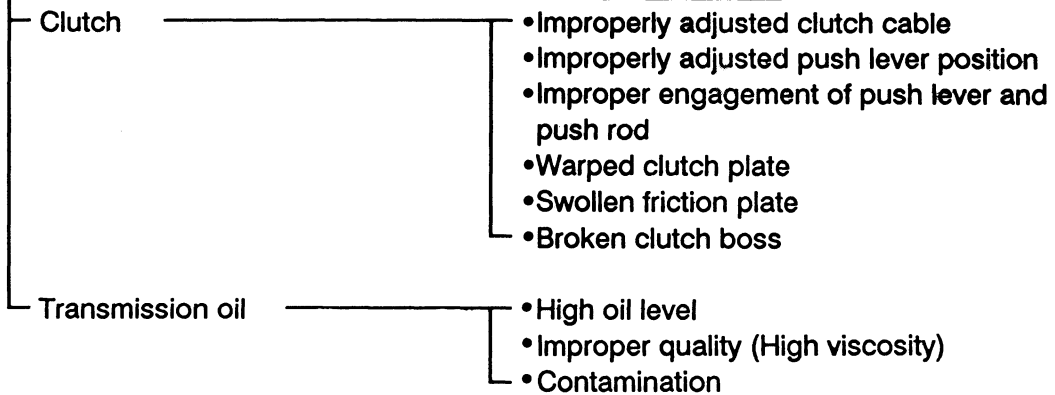 Clutch
•Improperly adjusted clutch cable
•Improperly adjusted push lever position
•Improper engagement of push lever and
push rod
•Warped clutch plate
•Swollen friction plate
•Broken clutch boss
Transmission oil
•High oil level
•Improper quality (High viscosity)
•Contamination